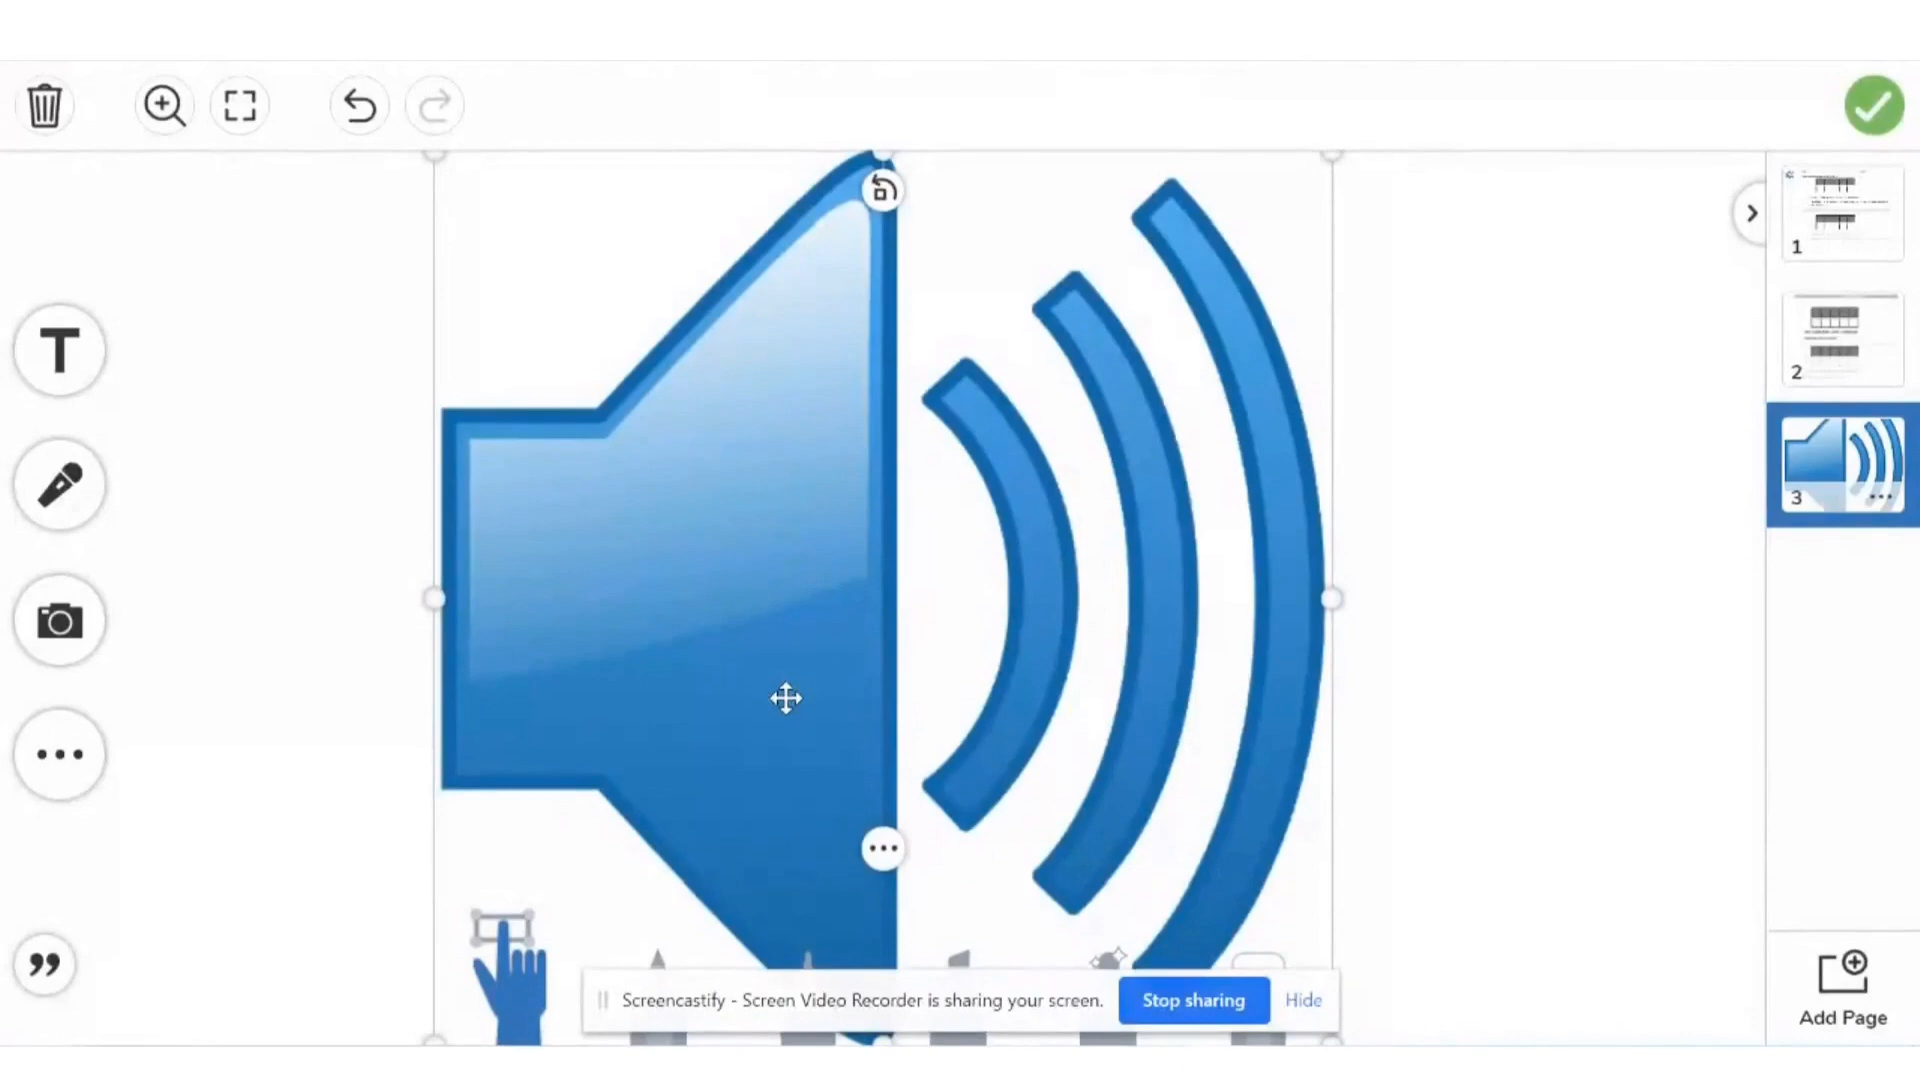 T
1
2
3
”
Screencastify - Screen Video Recorder is sharing your screen.
Stop sharing
Hide
Add Page